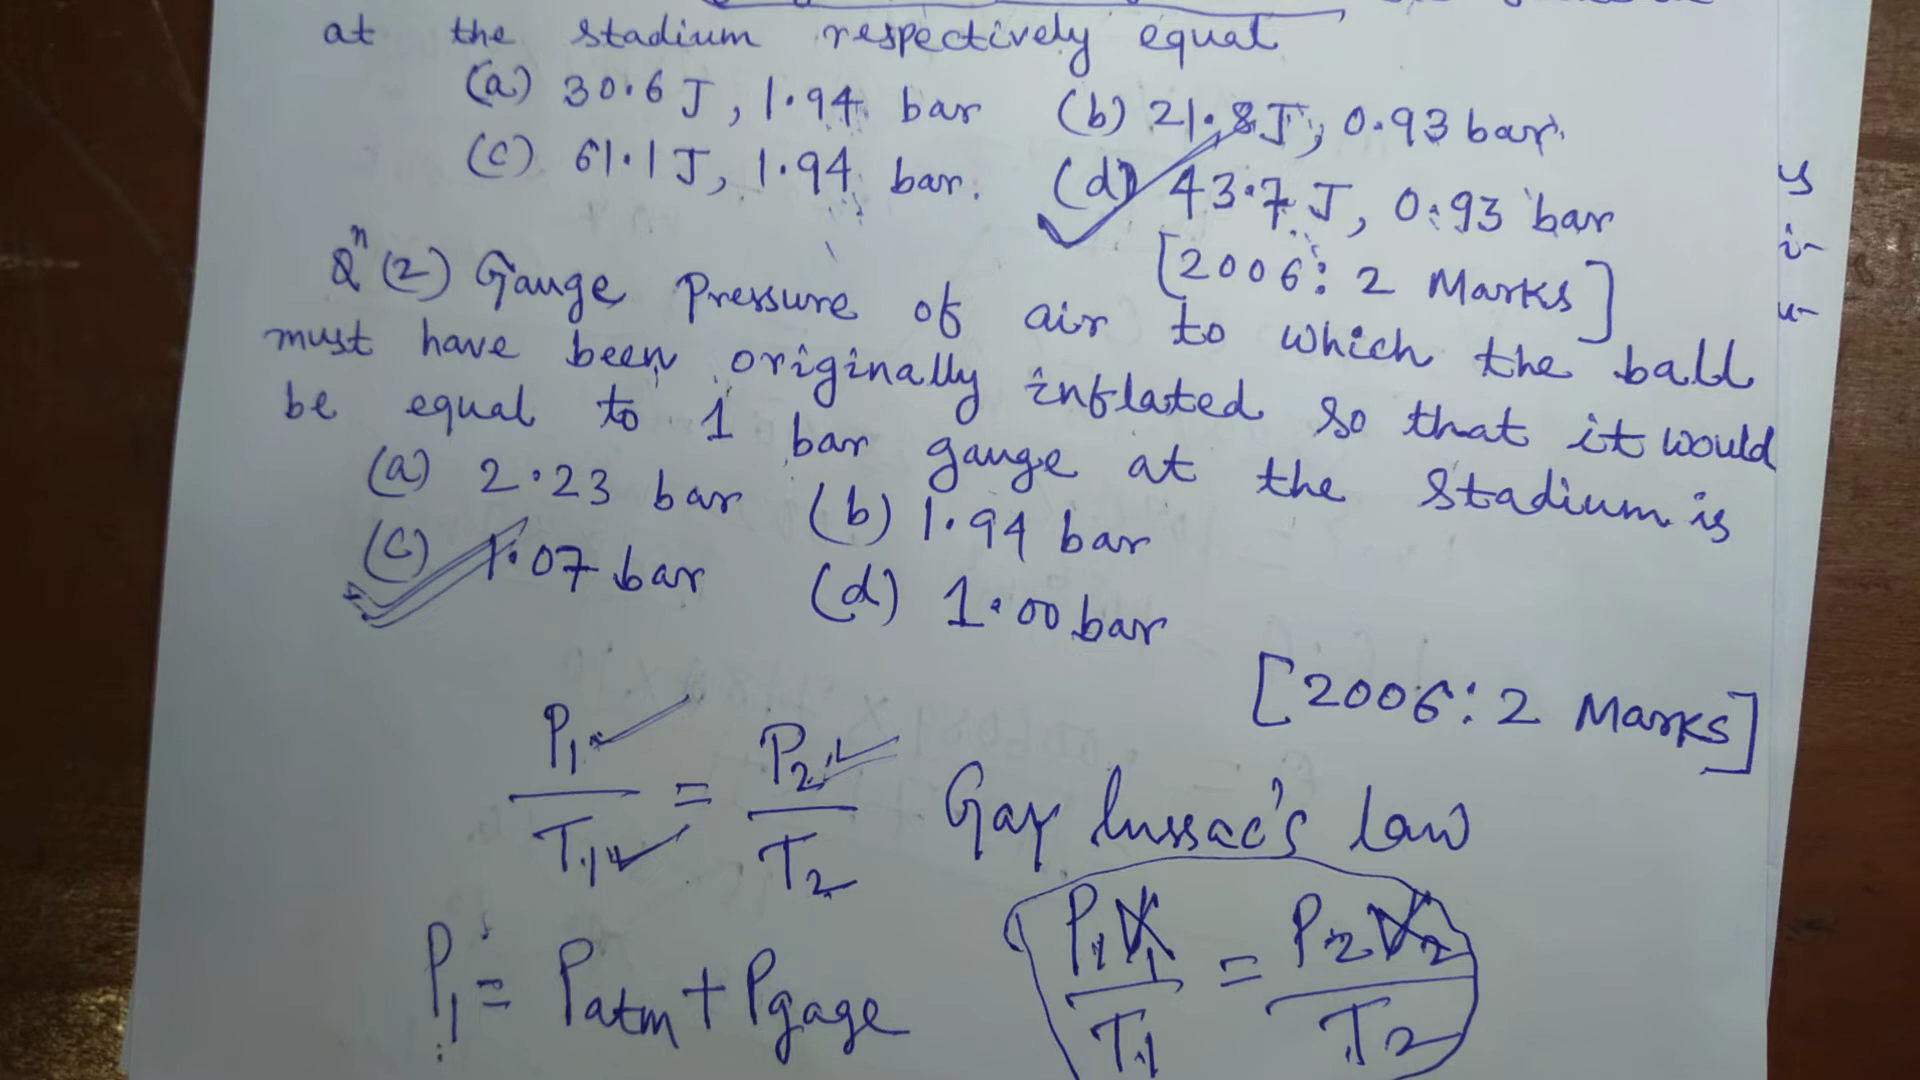 at the stadium respectively equal
(a) 30.6 J, 1.94 bar (b) 21.8 J, 0.93 bar.
(c) 61.1 J, 1.94 bar. (d) 43.7 J, 0.93 bar
[2006: 2 Marks]
Qn (2) Gauge Pressure of air to which the ball
must have been originally inflated so that it would
be equal to 1 bar gauge at the Stadium is
(a) 2.23 bar (b) 1.94 bar
(c) 1.07 bar (d) 1.00 bar
[2006: 2 Marks]
P1/T1 = P2/T2 Gay lussac's law
P1 = Patm + Pgage
P1V1/T1 = P2V2/T2